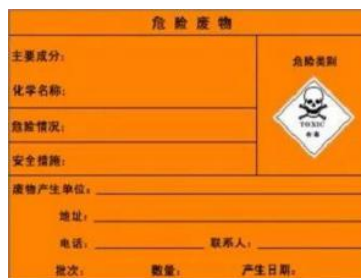 危险废物
主要成分：
危险类别
化学名称：
TOXIC
危险情况：
安全措施：
废物产生单位：
地址：
电话： 联系人：
批次： 数量： 产生日期：